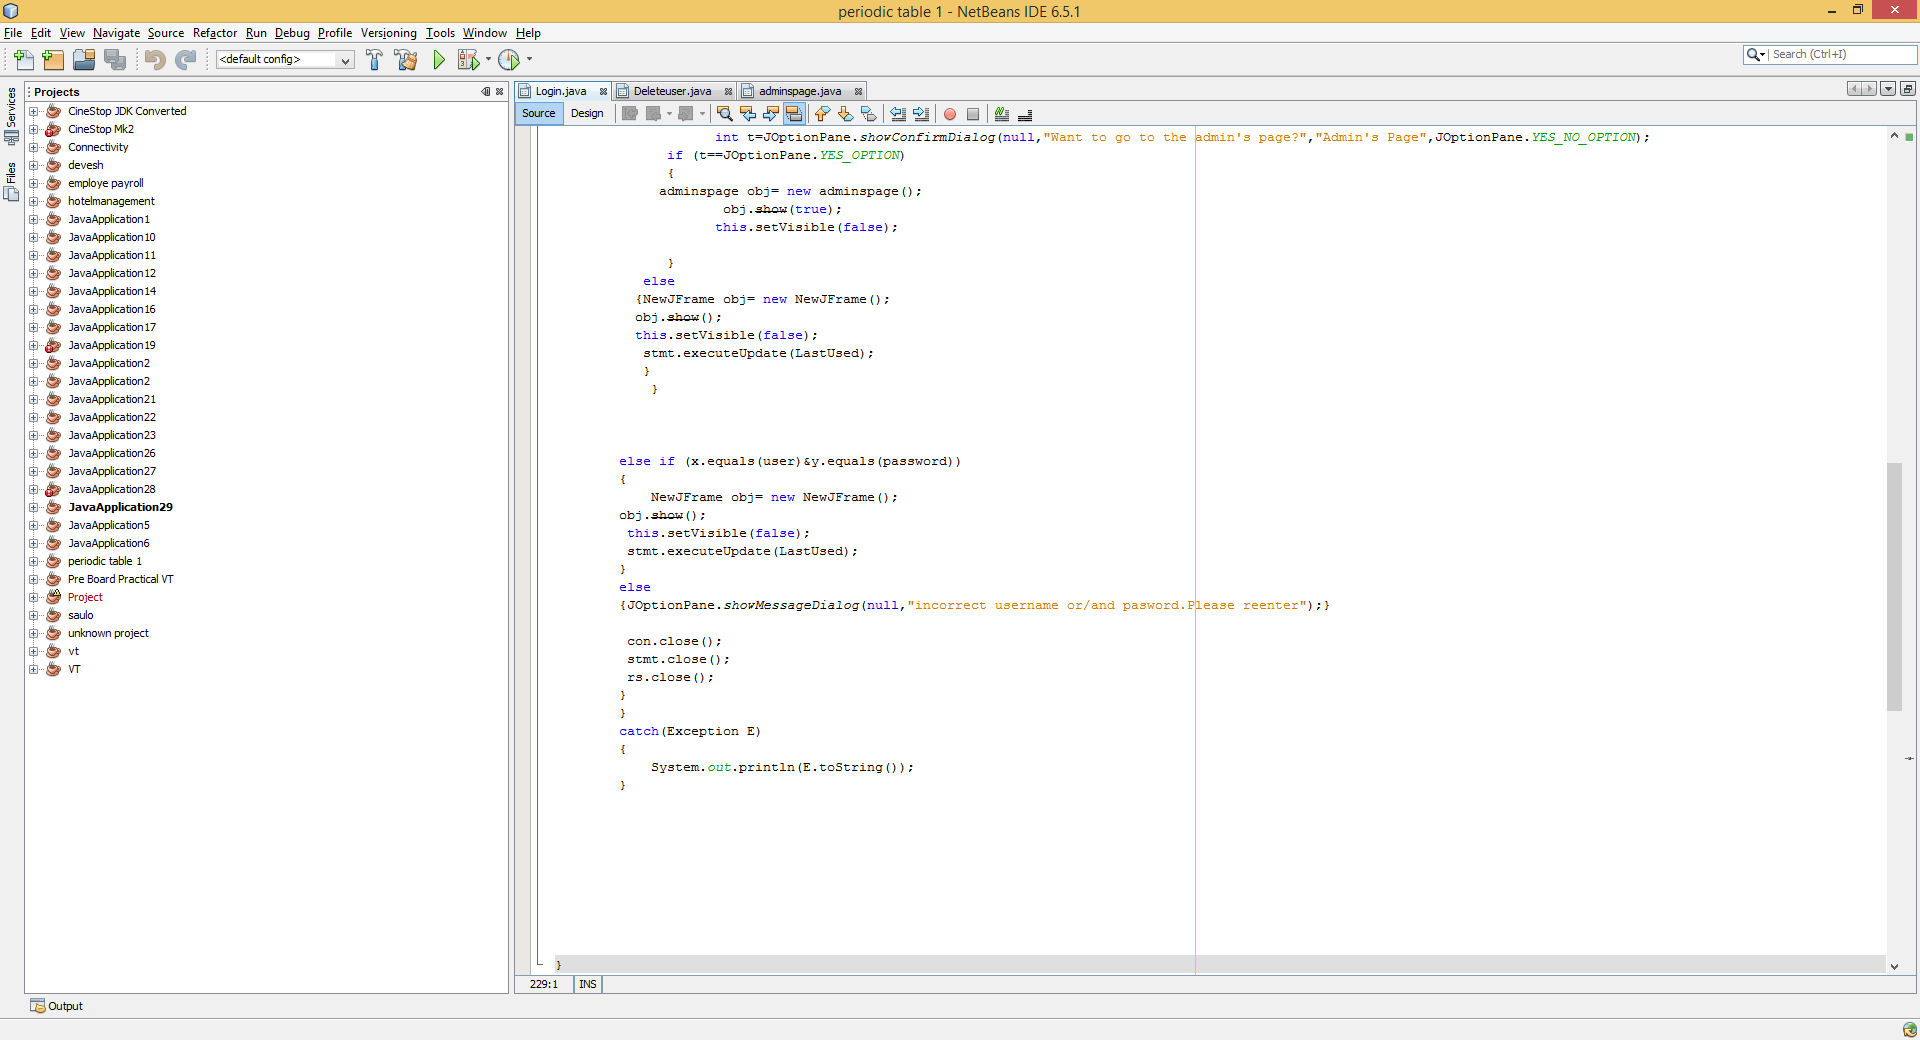 periodic table 1 - NetBeans IDE 6.5.1
File Edit View Navigate Source Refactor Run Debug Profile Versioning Tools Window Help
<default config>
Search (Ctrl+I)
Services
Files
Projects
CineStop JDK Converted
CineStop Mk2
Connectivity
devesh
employe payroll
hotelmanagement
JavaApplication1
JavaApplication10
JavaApplication11
JavaApplication12
JavaApplication14
JavaApplication16
JavaApplication17
JavaApplication19
JavaApplication2
JavaApplication2
JavaApplication21
JavaApplication22
JavaApplication23
JavaApplication26
JavaApplication27
JavaApplication28
JavaApplication29
JavaApplication5
JavaApplication6
periodic table 1
Pre Board Practical VT
Project
saulo
unknown project
vt
VT
Login.java Deleteuser.java adminspage.java
Source Design
int t=JOptionPane.showConfirmDialog(null,"Want to go to the admin's page?","Admin's Page",JOptionPane.YES_NO_OPTION);
if (t==JOptionPane.YES_OPTION)
{
adminspage obj= new adminspage();
obj.show(true);
this.setVisible(false);
}
else
{NewJFrame obj= new NewJFrame();
obj.show();
this.setVisible(false);
stmt.executeUpdate(LastUsed);
}
}
else if (x.equals(user)&y.equals(password))
{
NewJFrame obj= new NewJFrame();
obj.show();
this.setVisible(false);
stmt.executeUpdate(LastUsed);
}
else
{JOptionPane.showMessageDialog(null,"incorrect username or/and pasword.Please reenter");}
con.close();
stmt.close();
rs.close();
}
}
catch(Exception E)
{
System.out.println(E.toString());
}
}
229:1 INS
Output